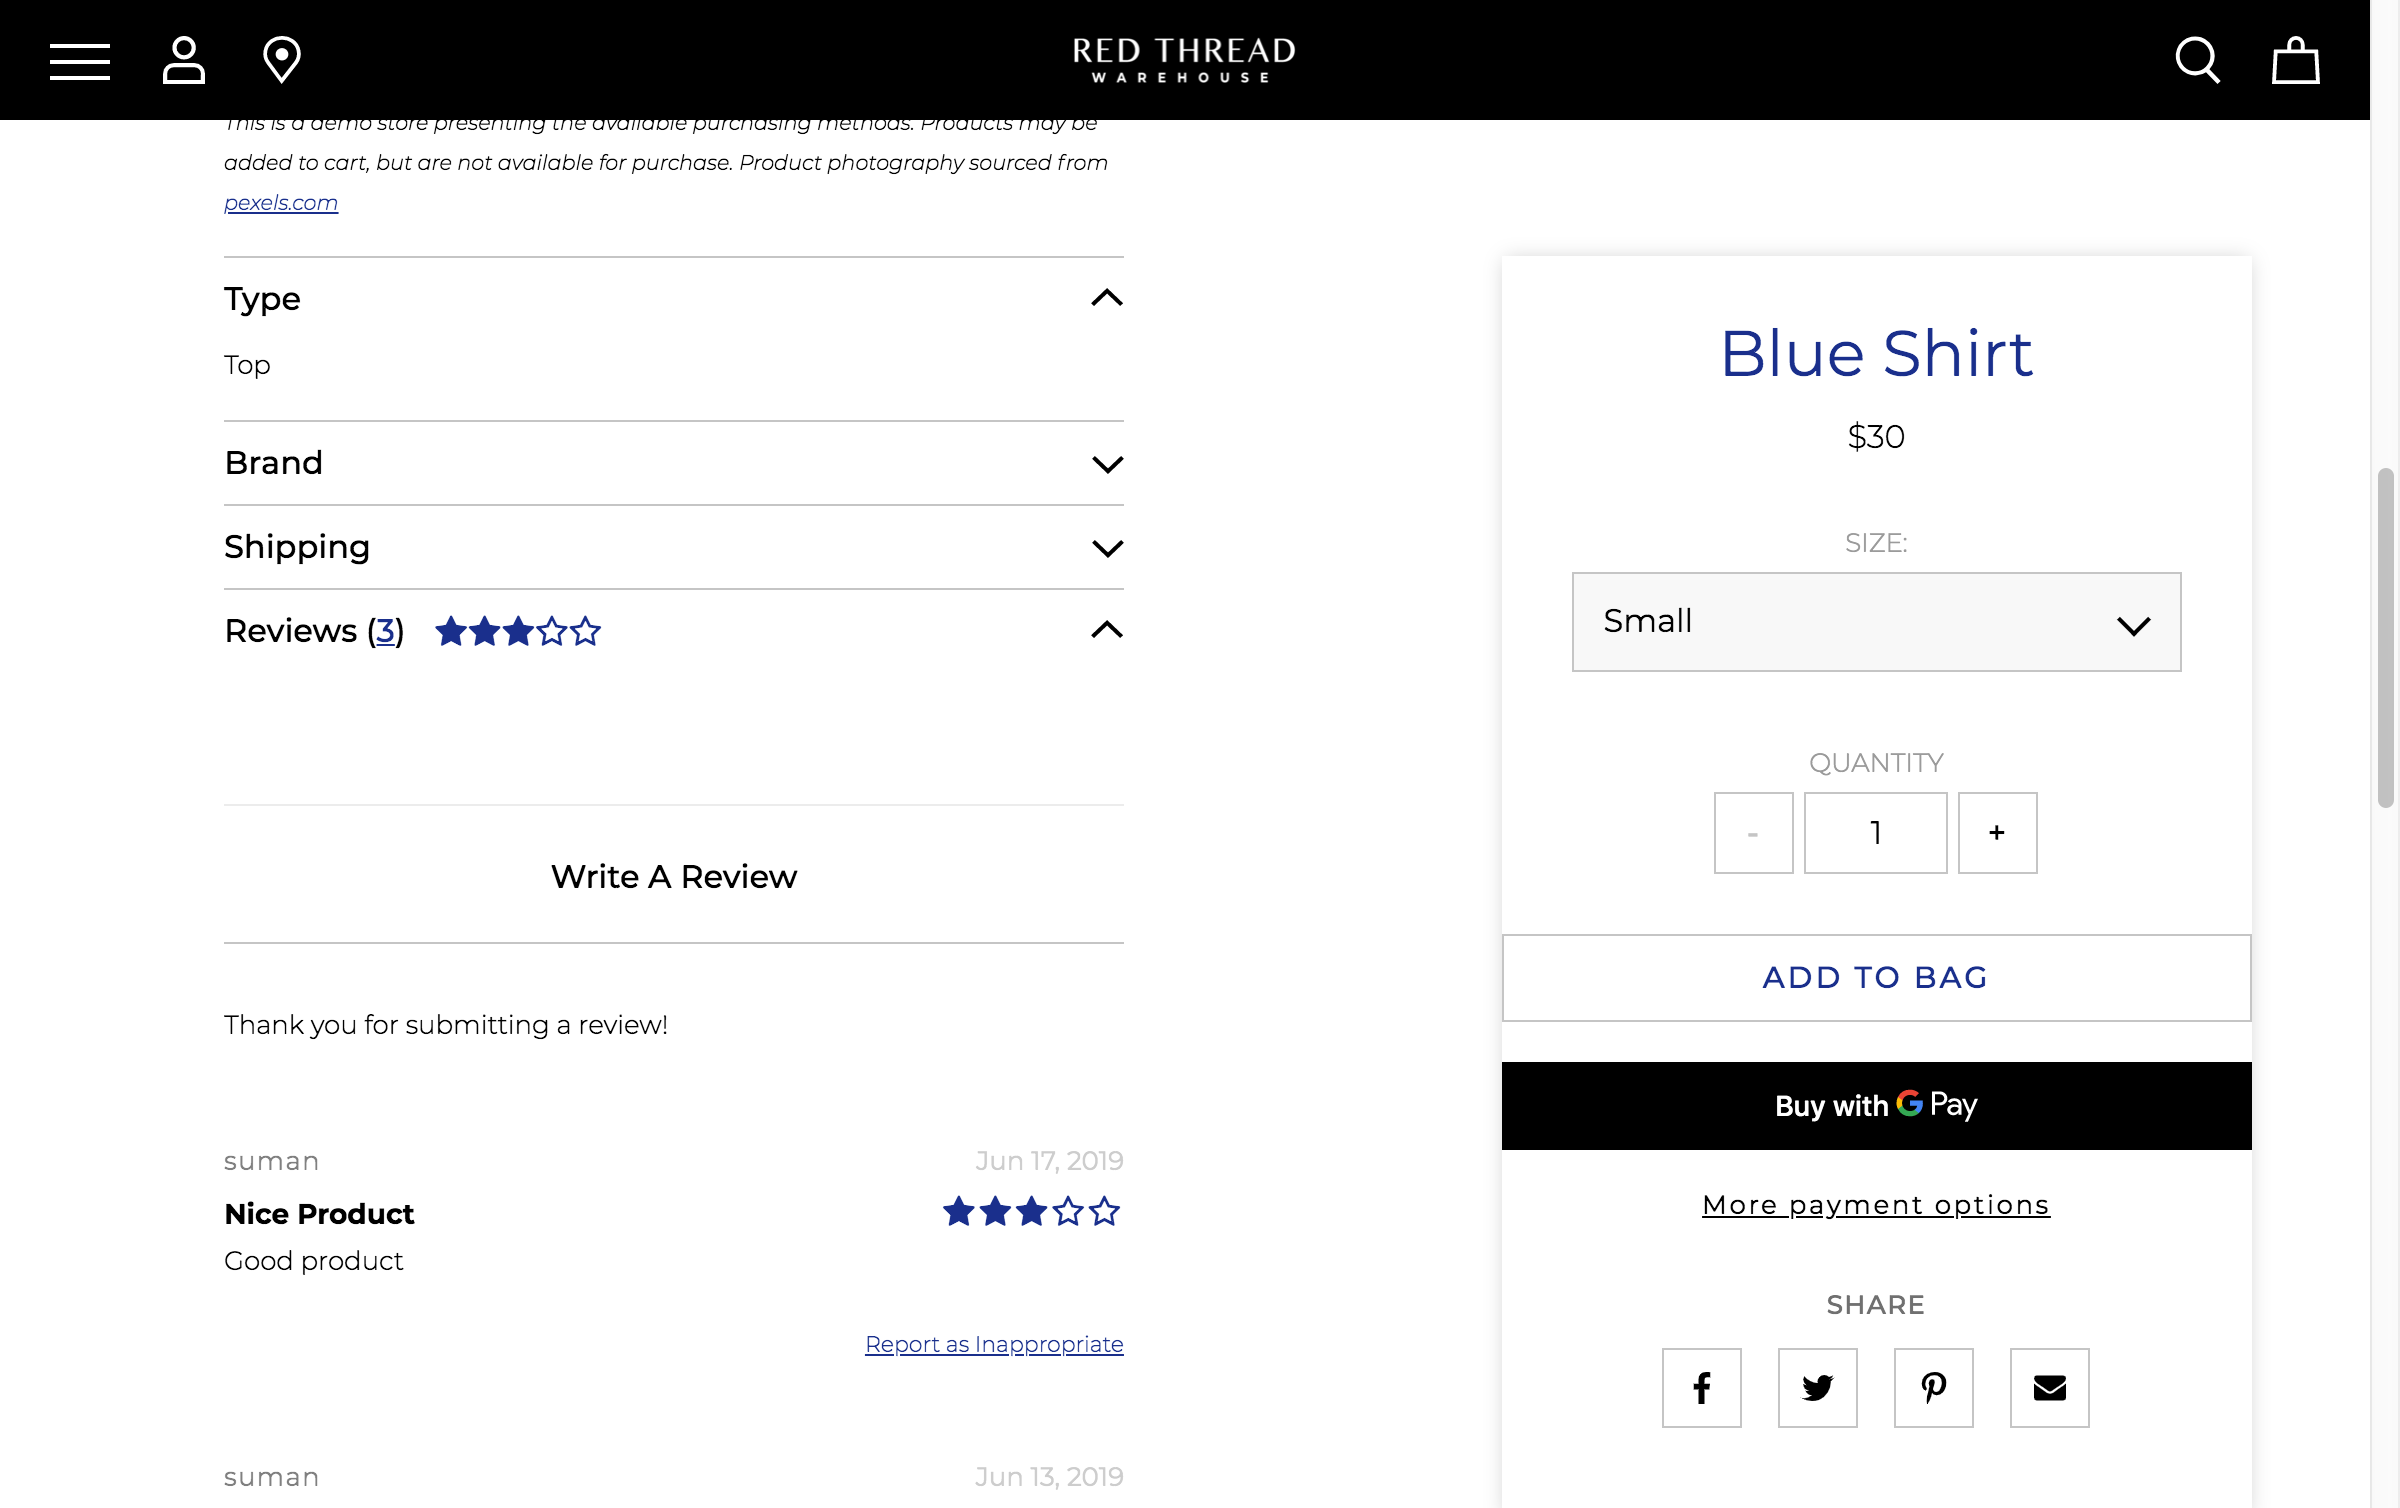 RED THREAD
WAREHOUSE
This is a demo store presenting the available purchasing methods. Products may be
added to cart, but are not available for purchase. Product photography sourced from
pexels.com
Type
Top
Brand
Shipping
Reviews (3)
Write A Review
Thank you for submitting a review!
suman
Jun 17, 2019
Nice Product
Good product
Report as Inappropriate
suman
Jun 13, 2019
Blue Shirt
$30
SIZE:
Small
QUANTITY
- 1 +
ADD TO BAG
Buy with G Pay
More payment options
SHARE